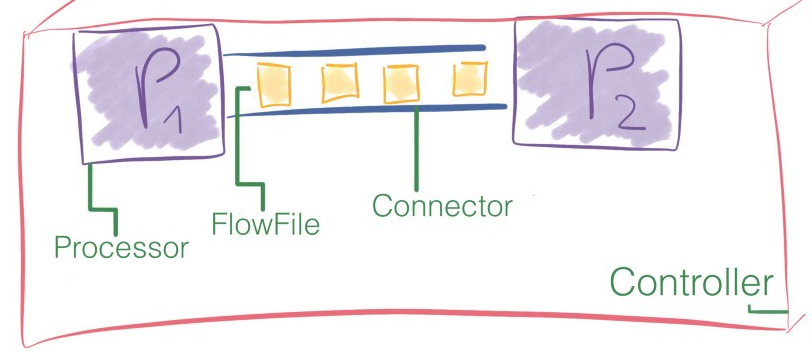 P1
P2
Processor
FlowFile
Connector
Controller